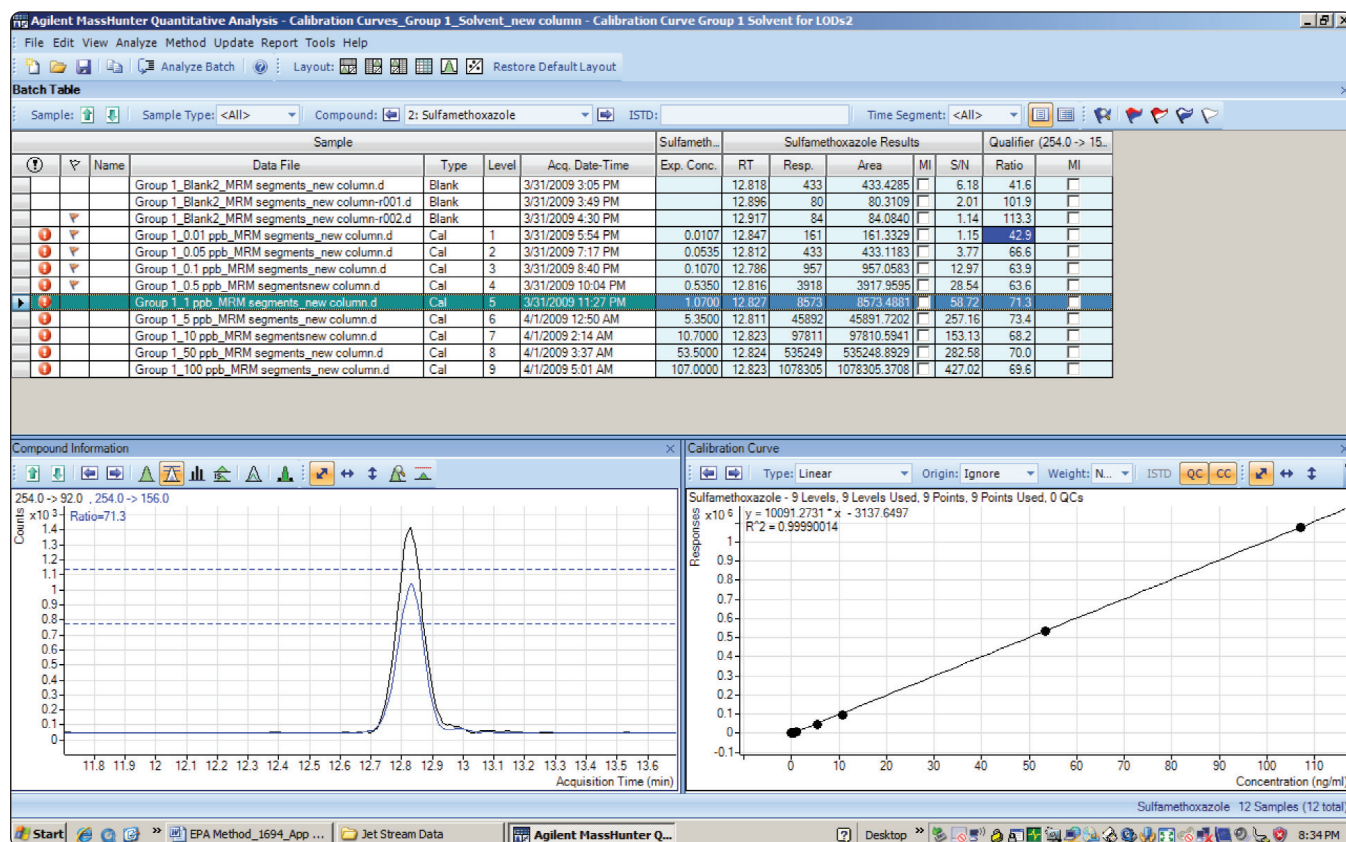 Agilent MassHunter Quantitative Analysis - Calibration Curves_Group 1_Solvent_new column - Calibration Curve Group 1 Solvent for LODs2
File Edit View Analyze Method Update Report Tools Help
Analyze Batch Layout: Restore Default Layout
Batch Table
Sample: Sample Type: <All> Compound: 2: Sulfamethoxazole ISTD: Time Segment: <All>
Sample Sulfameth... Sulfamethoxazole Results Qualifier (254.0 -> 15...
Name Data File Type Level Acq. Date-Time Exp. Conc. RT Resp. Area MI S/N Ratio MI
Group 1_Blank2_MRM segments_new column.d Blank 3/31/2009 3:05 PM 12.818 433 433.4285 6.18 41.6
Group 1_Blank2_MRM segments_new column-r001.d Blank 3/31/2009 3:49 PM 12.896 80 80.3109 2.01 101.9
Group 1_Blank2_MRM segments_new column-r002.d Blank 3/31/2009 4:30 PM 12.917 84 84.0840 1.14 113.3
Group 1_0.01 ppb_MRM segments_new column.d Cal 1 3/31/2009 5:54 PM 0.0107 12.847 161 161.3329 1.15 42.9
Group 1_0.05 ppb_MRM segments_new column.d Cal 2 3/31/2009 7:17 PM 0.0535 12.812 433 433.1183 3.77 66.6
Group 1_0.1 ppb_MRM segments_new column.d Cal 3 3/31/2009 8:40 PM 0.1070 12.786 957 957.0583 12.97 63.9
Group 1_0.5 ppb_MRM segmentsnew column.d Cal 4 3/31/2009 10:04 PM 0.5350 12.816 3918 3917.9595 28.54 63.6
Group 1_1 ppb_MRM segments_new column.d Cal 5 3/31/2009 11:27 PM 1.0700 12.827 8573 8573.4881 58.72 71.3
Group 1_5 ppb_MRM segments_new column.d Cal 6 4/1/2009 12:50 AM 5.3500 12.811 45892 45891.7202 257.16 73.4
Group 1_10 ppb_MRM segmentsnew column.d Cal 7 4/1/2009 2:14 AM 10.7000 12.823 97811 97810.5941 153.13 68.2
Group 1_50 ppb_MRM segments_new column.d Cal 8 4/1/2009 3:37 AM 53.5000 12.824 535249 535248.8929 282.58 70.0
Group 1_100 ppb_MRM segments_new column.d Cal 9 4/1/2009 5:01 AM 107.0000 12.823 1078305 1078305.3708 427.02 69.6
Compound Information
254.0 -> 92.0 , 254.0 -> 156.0
Counts
x10 3
Ratio=71.3
1.4
1.3
1.2
1.1
1
0.9
0.8
0.7
0.6
0.5
0.4
0.3
0.2
0.1
0
11.8 11.9 12 12.1 12.2 12.3 12.4 12.5 12.6 12.7 12.8 12.9 13 13.1 13.2 13.3 13.4 13.5 13.6
Acquisition Time (min)
Calibration Curve
Type: Linear Origin: Ignore Weight: N... ISTD QC CC
Sulfamethoxazole - 9 Levels, 9 Levels Used, 9 Points, 9 Points Used, 0 QCs
Responses
x10 6
y = 10091.2731 * x - 3137.6497
R^2 = 0.99990014
1
0.9
0.8
0.7
0.6
0.5
0.4
0.3
0.2
0.1
0
-0.1
0 10 20 30 40 50 60 70 80 90 100 110
Concentration (ng/ml)
Sulfamethoxazole 12 Samples (12 total)
Start EPA Method_1694_App ... Jet Stream Data Agilent MassHunter Q... Desktop 8:34 PM